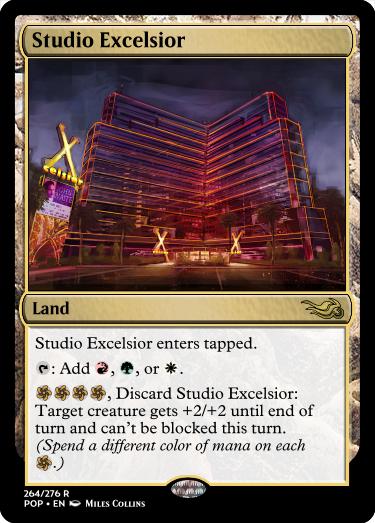 Studio Excelsior
X
Land
Studio Excelsior enters tapped.
: Add , , or .
, Discard Studio Excelsior:
Target creature gets +2/+2 until end
of turn and can't be blocked this turn.
(Spend a different color of mana on each
.)
264/276 R
POP • EN Miles Collins